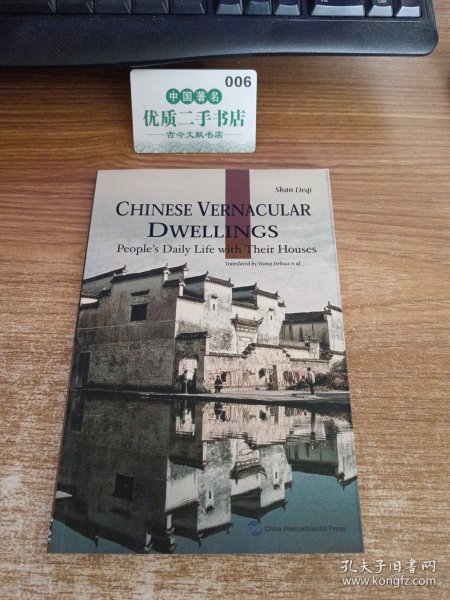 006
中国著名
优质二手书店
古今文献书店
Shan Deqi
CHINESE VERNACULAR
DWELLINGS
People's Daily Life with Their Houses
Translated by Wang Dehua et al
China Intercontinental Press
孔夫子旧书网
www.kongfz.com